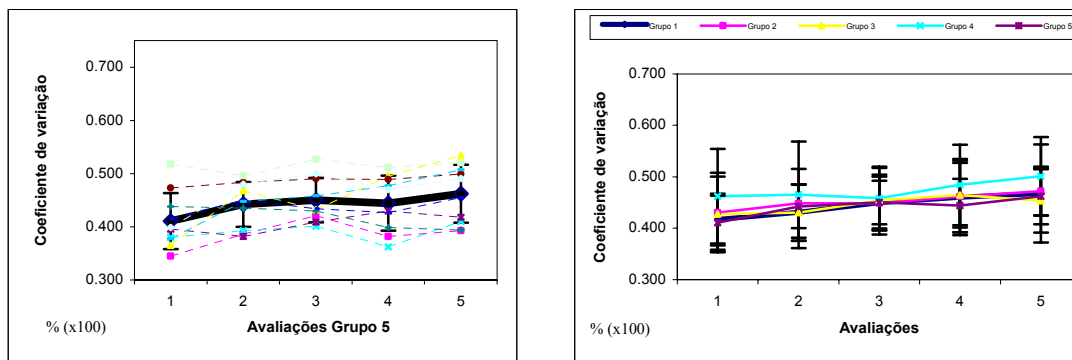 0.700
0.600
0.500
0.400
0.300
Coeficiente de variação
1 2 3 4 5
% (x100)
Avaliações Grupo 5
Grupo 1 Grupo 2 Grupo 3 Grupo 4 Grupo 5
0.700
0.600
0.500
0.400
0.300
Coeficiente de variação
1 2 3 4 5
% (x100)
Avaliações